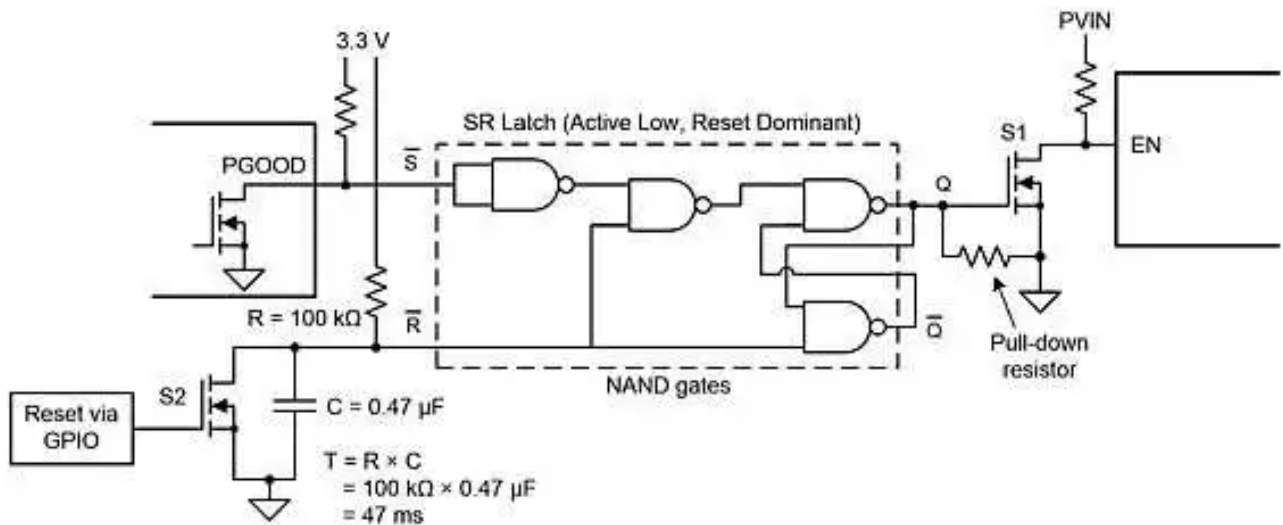 PVIN
3.3 V
SR Latch (Active Low, Reset Dominant)
S1
PGOOD
S̅
EN
Q
R = 100 kΩ
R̅
Q̅
Pull-down
resistor
NAND gates
S2
C = 0.47 µF
Reset via
GPIO
T = R × C
= 100 kΩ × 0.47 µF
= 47 ms